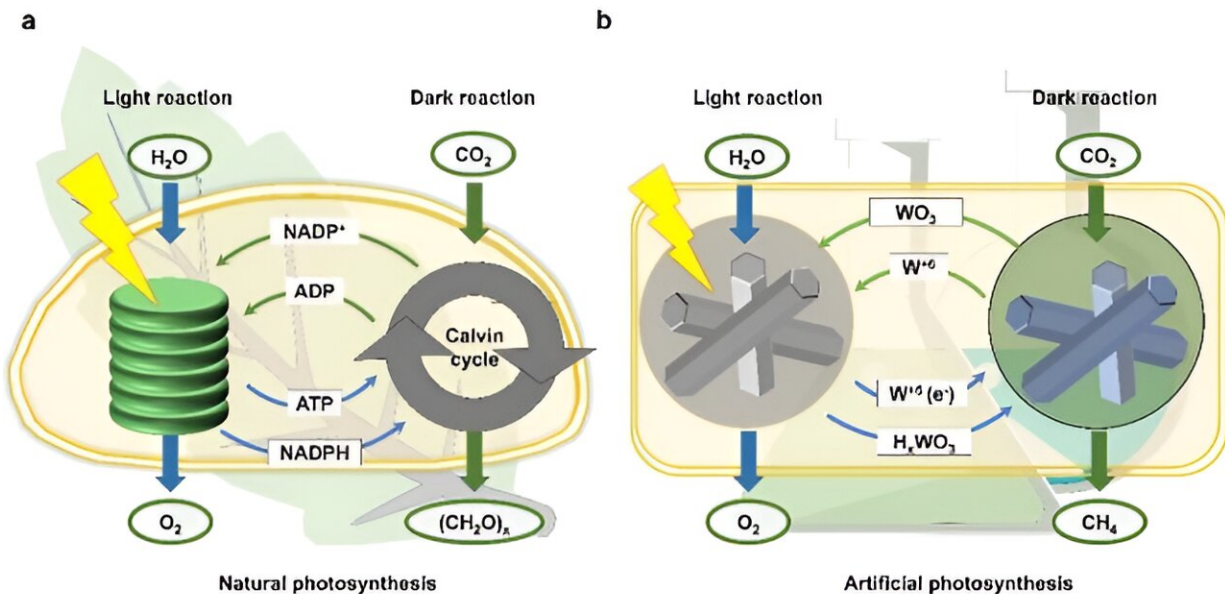 a
Light reaction
Dark reaction
H₂O
CO₂
NADP⁺
ADP
Calvin
cycle
ATP
NADPH
O₂
(CH₂O)ₙ
Natural photosynthesis
b
Light reaction
Dark reaction
H₂O
CO₂
WO₃
W⁺⁶
W⁺⁶ (e⁻)
HₓWO₃
O₂
CH₄
Artificial photosynthesis